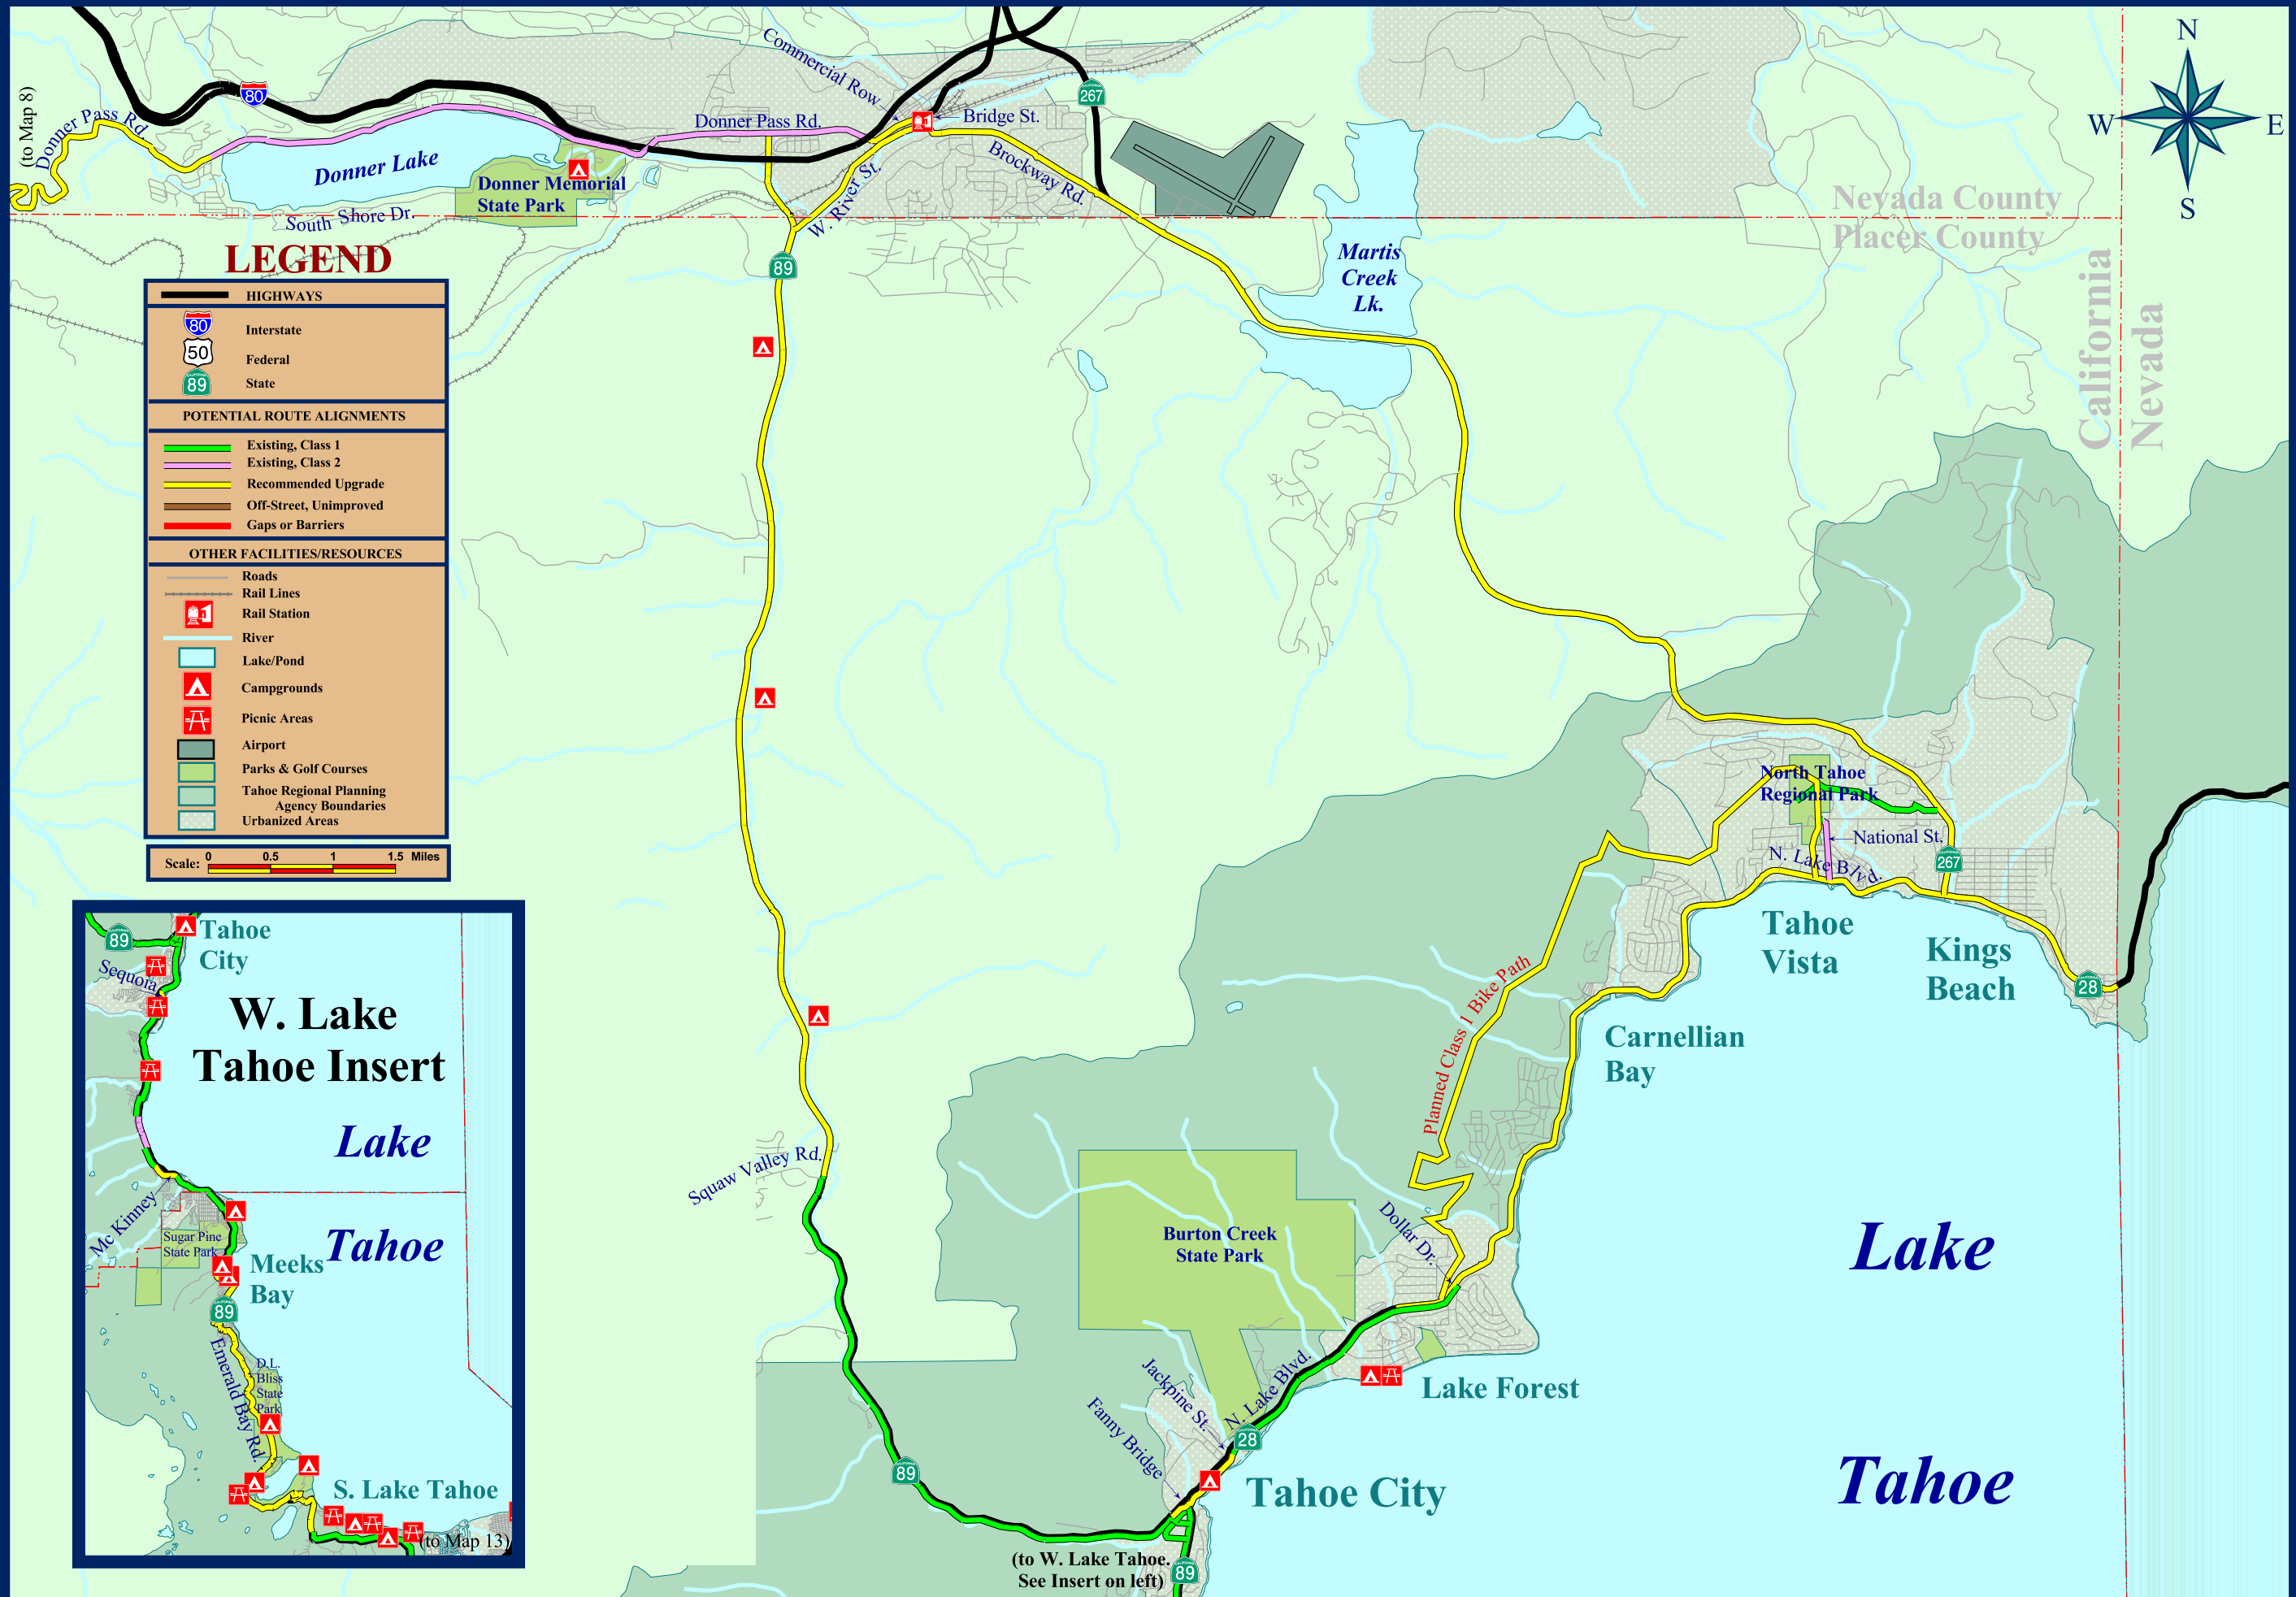 N
W
E
S
(to Map 8)
Donner Pass Rd.
80
Donner Lake
South Shore Dr.
Donner Memorial
State Park
Donner Pass Rd.
Commercial Row
Bridge St.
267
Brockway Rd.
W. River St.
89
Martis
Creek
Lk.
Nevada County
Placer County
California
Nevada
LEGEND
HIGHWAYS
80
Interstate
50
Federal
89
State
POTENTIAL ROUTE ALIGNMENTS
Existing, Class 1
Existing, Class 2
Recommended Upgrade
Off-Street, Unimproved
Gaps or Barriers
OTHER FACILITIES/RESOURCES
Roads
Rail Lines
Rail Station
River
Lake/Pond
Campgrounds
Picnic Areas
Airport
Parks & Golf Courses
Tahoe Regional Planning
Agency Boundaries
Urbanized Areas
Scale:
0 0.5 1 1.5 Miles
North Tahoe
Regional Park
National St.
N. Lake Blvd.
267
Tahoe
Vista
Kings
Beach
28
Carnellian
Bay
Planned Class 1 Bike Path
Squaw Valley Rd.
Burton Creek
State Park
Dollar Dr.
Lake Forest
N. Lake Blvd.
Jackpine St.
Fanny Bridge
28
89
Tahoe City
(to W. Lake Tahoe.
See Insert on left)
89
Lake
Tahoe
89
Tahoe
City
Sequora
W. Lake
Tahoe Insert
Lake
Tahoe
Mc Kinney
Sugar Pine
State Park
Meeks
Bay
89
Emerald Bay Rd.
D.L.
Bliss
State
Park
S. Lake Tahoe
(to Map 13)